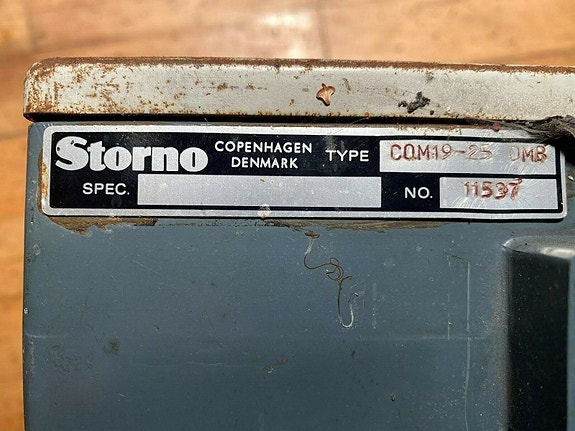 Storno COPENHAGEN DENMARK TYPE CQM19-25 DMB
SPEC. NO. 11537